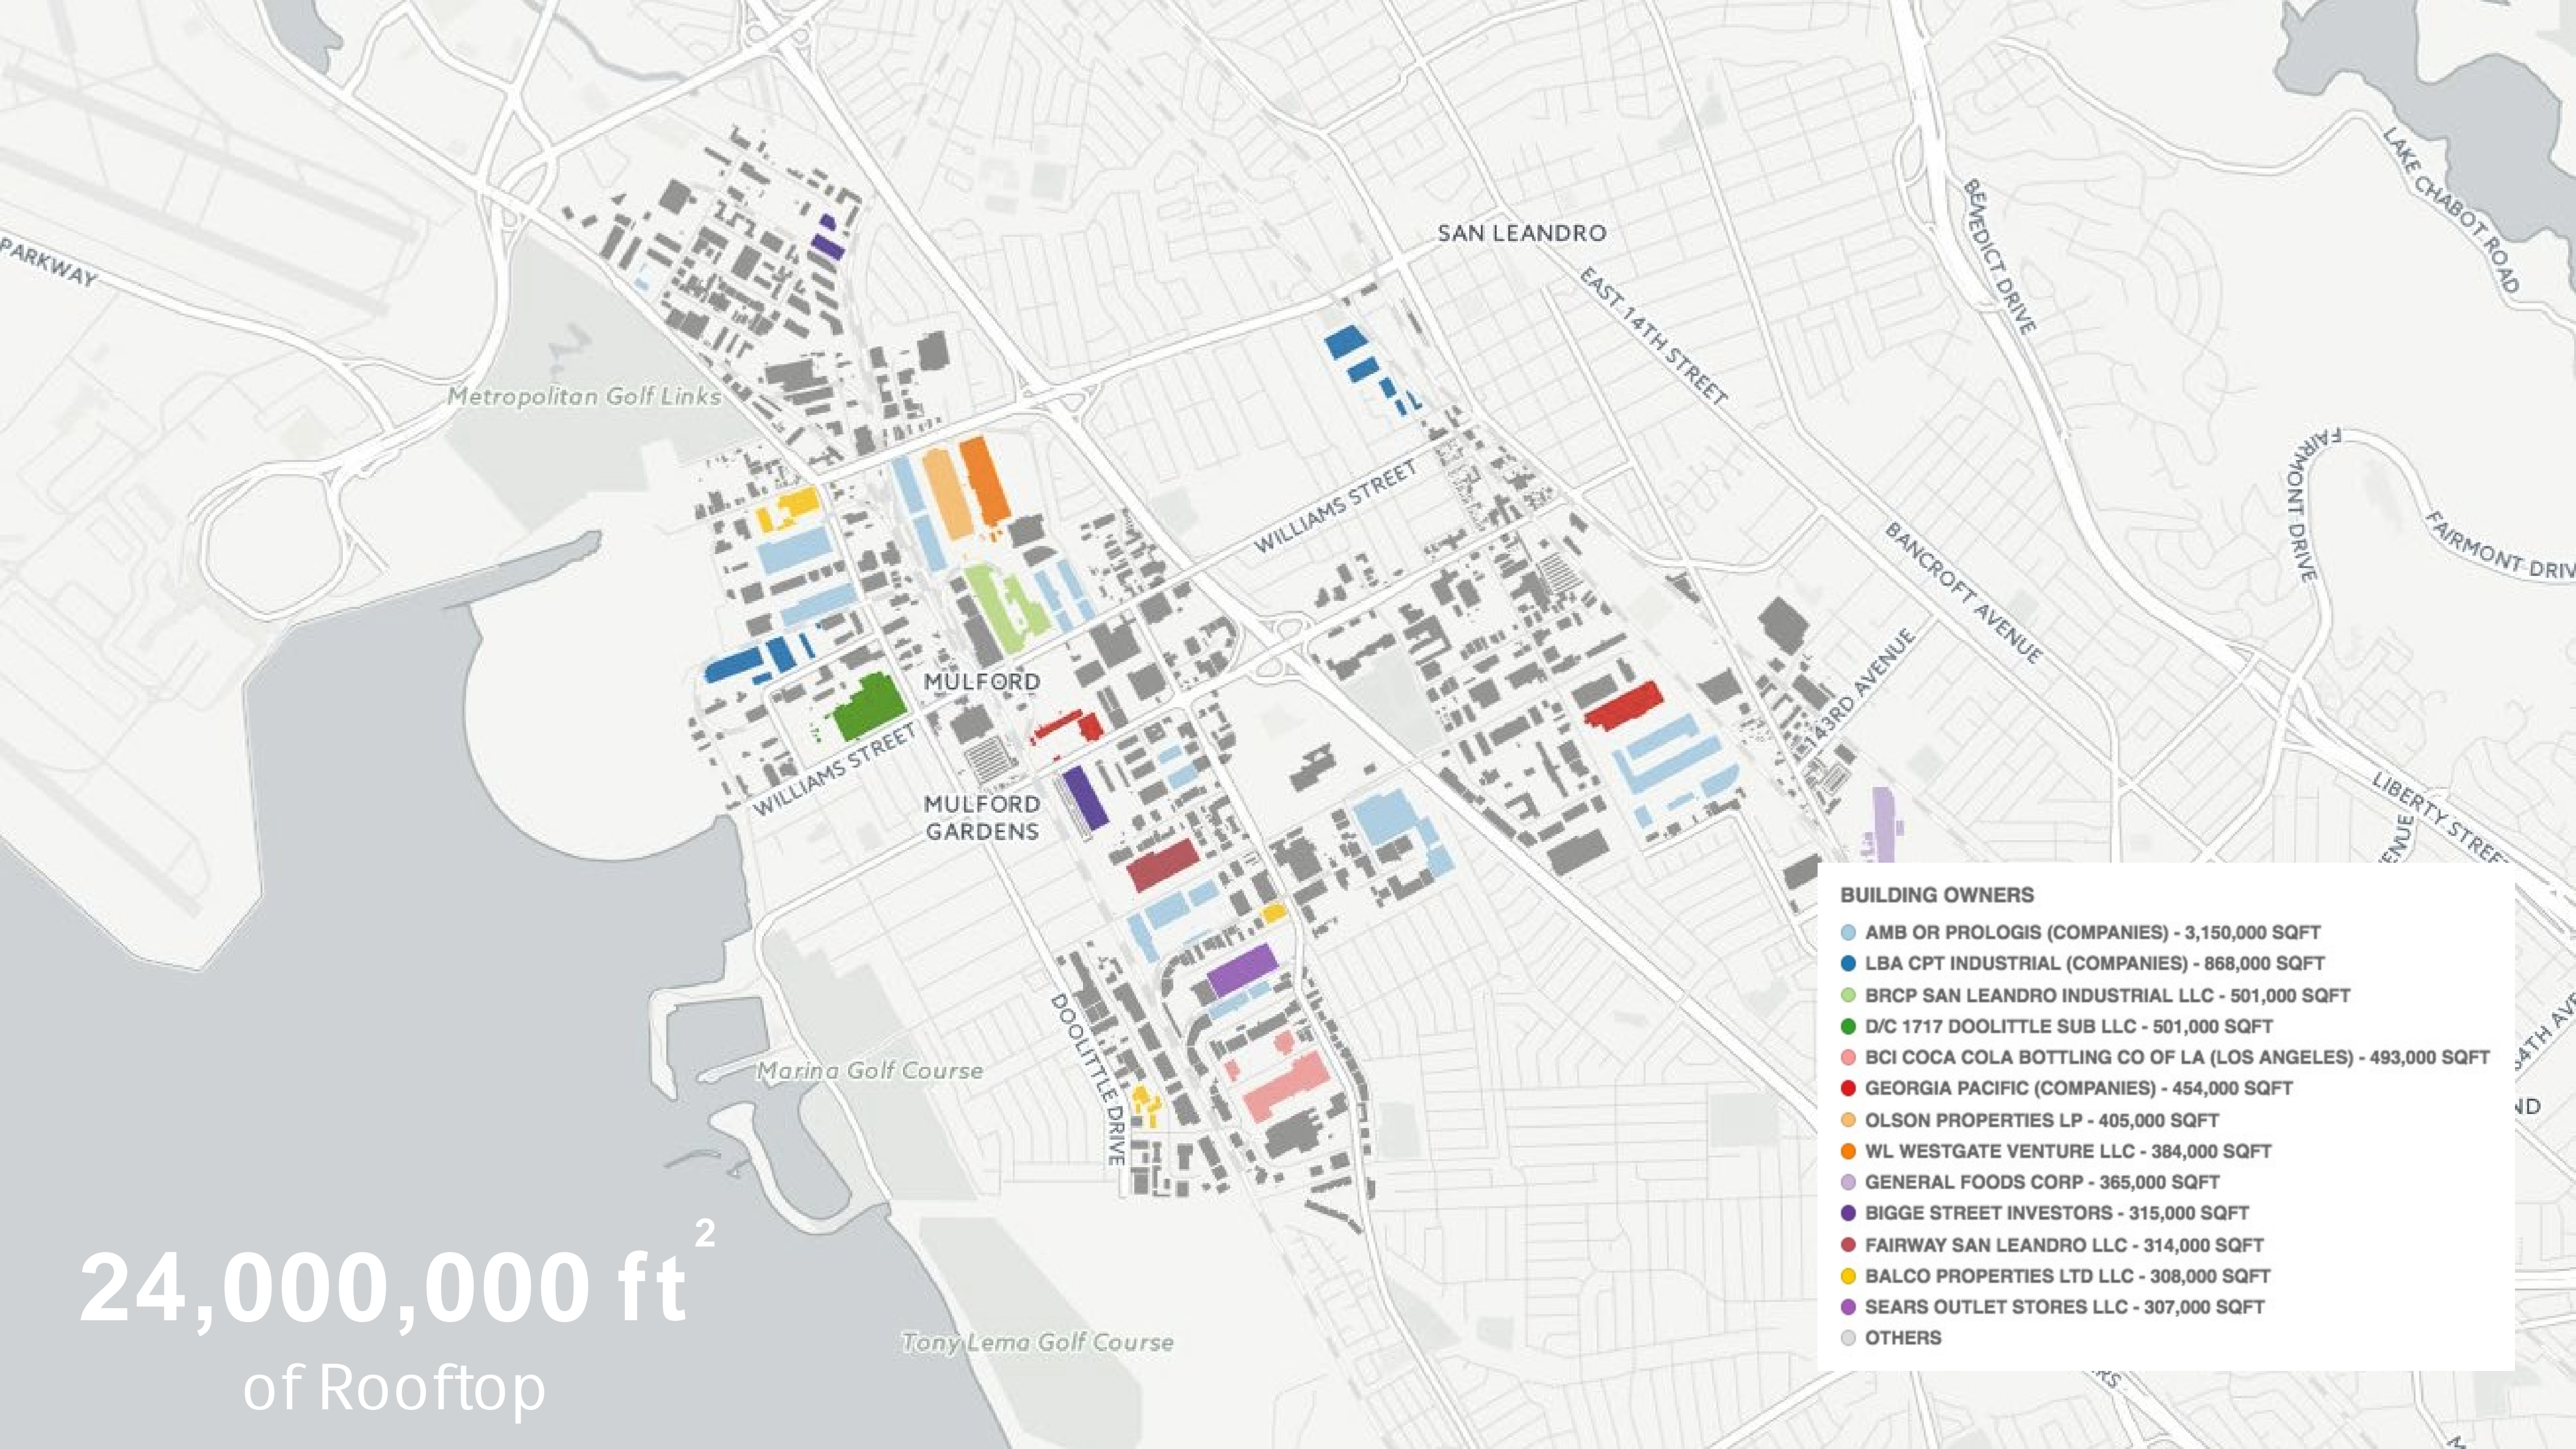 SAN LEANDRO
LAKE CHABOT ROAD
BENEDICT DRIVE
PARKWAY
EAST 14TH STREET
Metropolitan Golf Links
FAIRMONT DRIVE
FAIRMONT DRIV
WILLIAMS STREET
BANCROFT AVENUE
143RD AVENUE
MULFORD
WILLIAMS STREET
MULFORD
GARDENS
LIBERTY STREE
ENUE
BUILDING OWNERS
AMB OR PROLOGIS (COMPANIES) - 3,150,000 SQFT
LBA CPT INDUSTRIAL (COMPANIES) - 868,000 SQFT
BRCP SAN LEANDRO INDUSTRIAL LLC - 501,000 SQFT
D/C 1717 DOOLITTLE SUB LLC - 501,000 SQFT
BCI COCA COLA BOTTLING CO OF LA (LOS ANGELES) - 493,000 SQFT
GEORGIA PACIFIC (COMPANIES) - 454,000 SQFT
OLSON PROPERTIES LP - 405,000 SQFT
WL WESTGATE VENTURE LLC - 384,000 SQFT
GENERAL FOODS CORP - 365,000 SQFT
BIGGE STREET INVESTORS - 315,000 SQFT
FAIRWAY SAN LEANDRO LLC - 314,000 SQFT
BALCO PROPERTIES LTD LLC - 308,000 SQFT
SEARS OUTLET STORES LLC - 307,000 SQFT
OTHERS
4TH AVE
ND
DOOLITTLE DRIVE
Marina Golf Course
Tony Lema Golf Course
24,000,000 ft²
of Rooftop